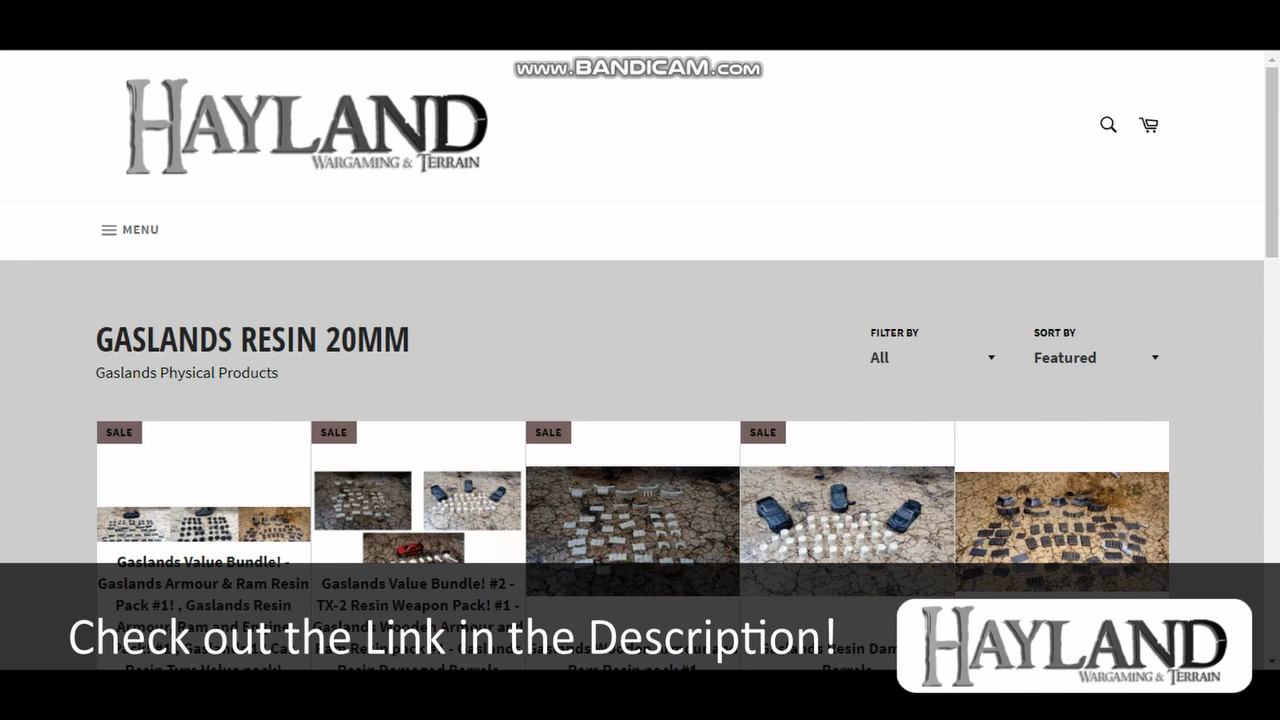 www.BANDICAM.com
HAYLAND
WARGAMING & TERRAIN
MENU
GASLANDS RESIN 20MM
Gaslands Physical Products
FILTER BY
All
SORT BY
Featured
SALE
SALE
SALE
SALE
Gaslands Value Bundle! -
Gaslands Armour & Ram Resin
Pack #1! , Gaslands Resin
Gaslands Value Bundle! #2 -
TX-2 Resin Weapon Pack! #1 -
Check out the Link in the Description!
HAYLAND
WARGAMING & TERRAIN